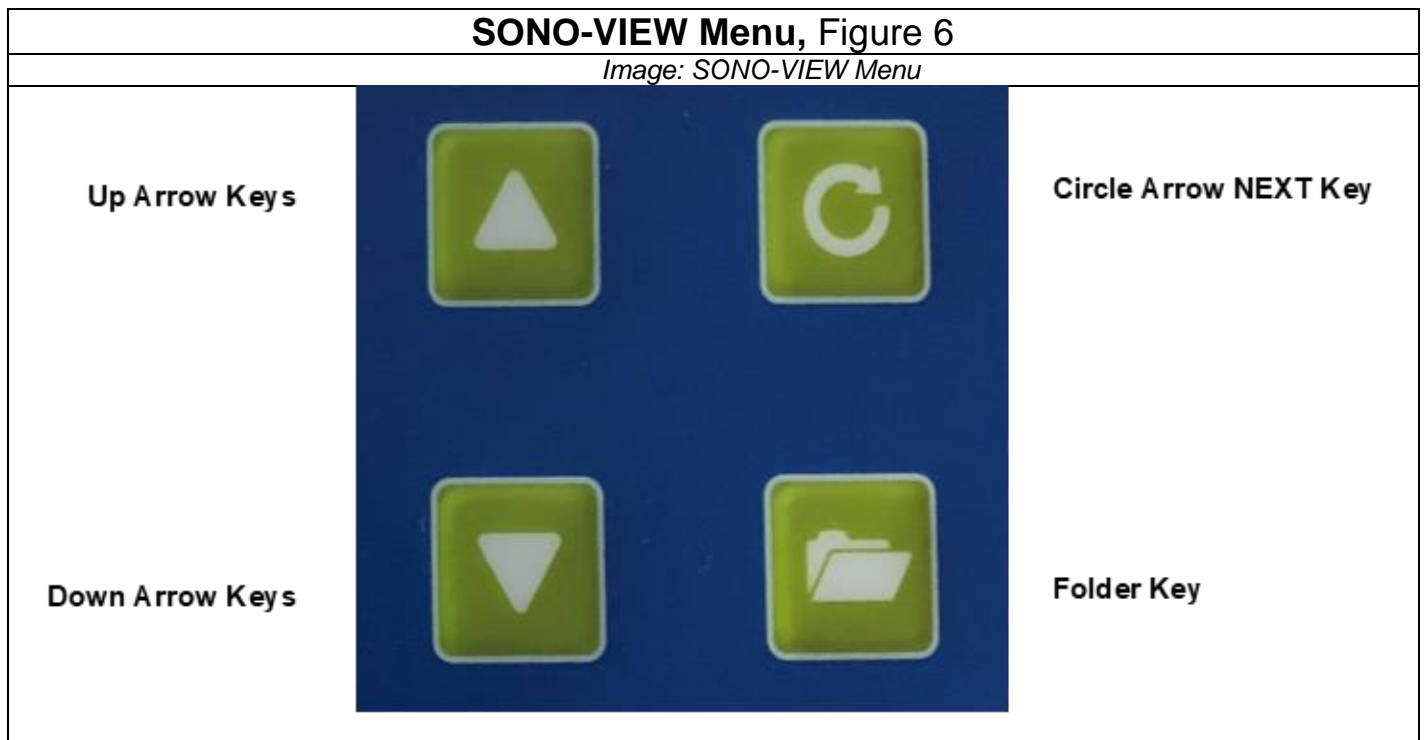 SONO-VIEW Menu, Figure 6
Image: SONO-VIEW Menu
Up Arrow Keys
Circle Arrow NEXT Key
Down Arrow Keys
Folder Key